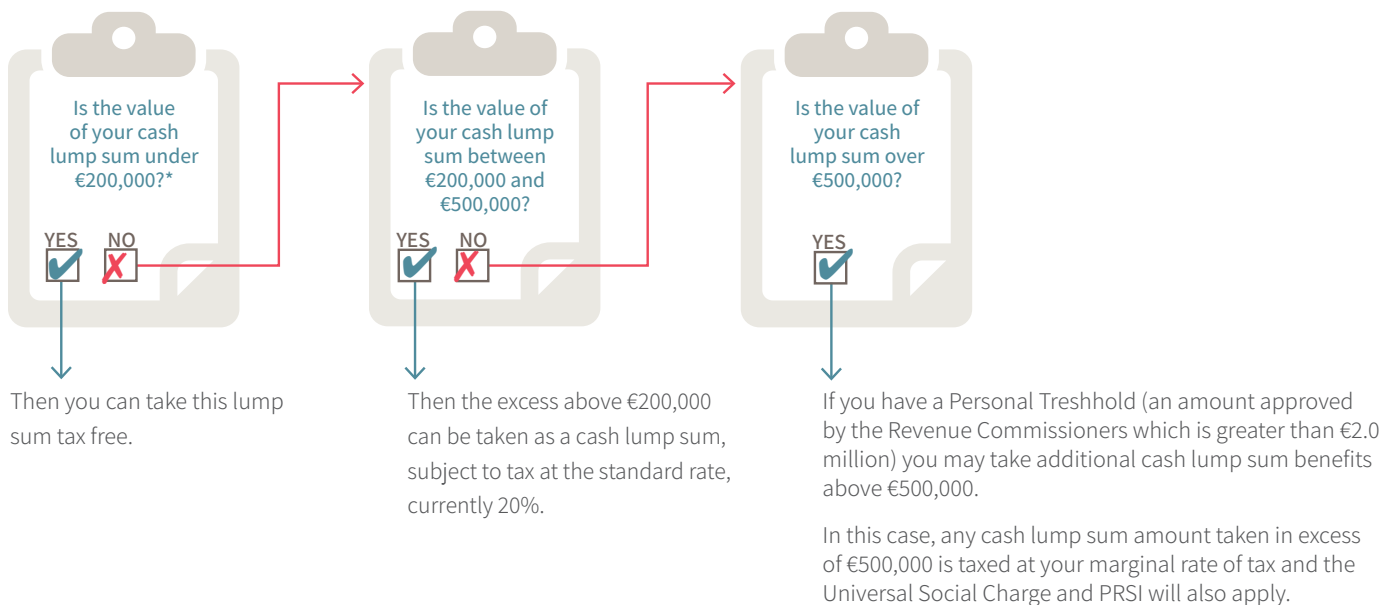 Is the value
of your cash
lump sum under
€200,000?*
YES NO
Then you can take this lump
sum tax free.
Is the value of
your cash lump
sum between
€200,000 and
€500,000?
YES NO
Then the excess above €200,000
can be taken as a cash lump sum,
subject to tax at the standard rate,
currently 20%.
Is the value of
your cash
lump sum over
€500,000?
YES
If you have a Personal Treshhold (an amount approved
by the Revenue Commissioners which is greater than €2.0
million) you may take additional cash lump sum benefits
above €500,000.
In this case, any cash lump sum amount taken in excess
of €500,000 is taxed at your marginal rate of tax and the
Universal Social Charge and PRSI will also apply.